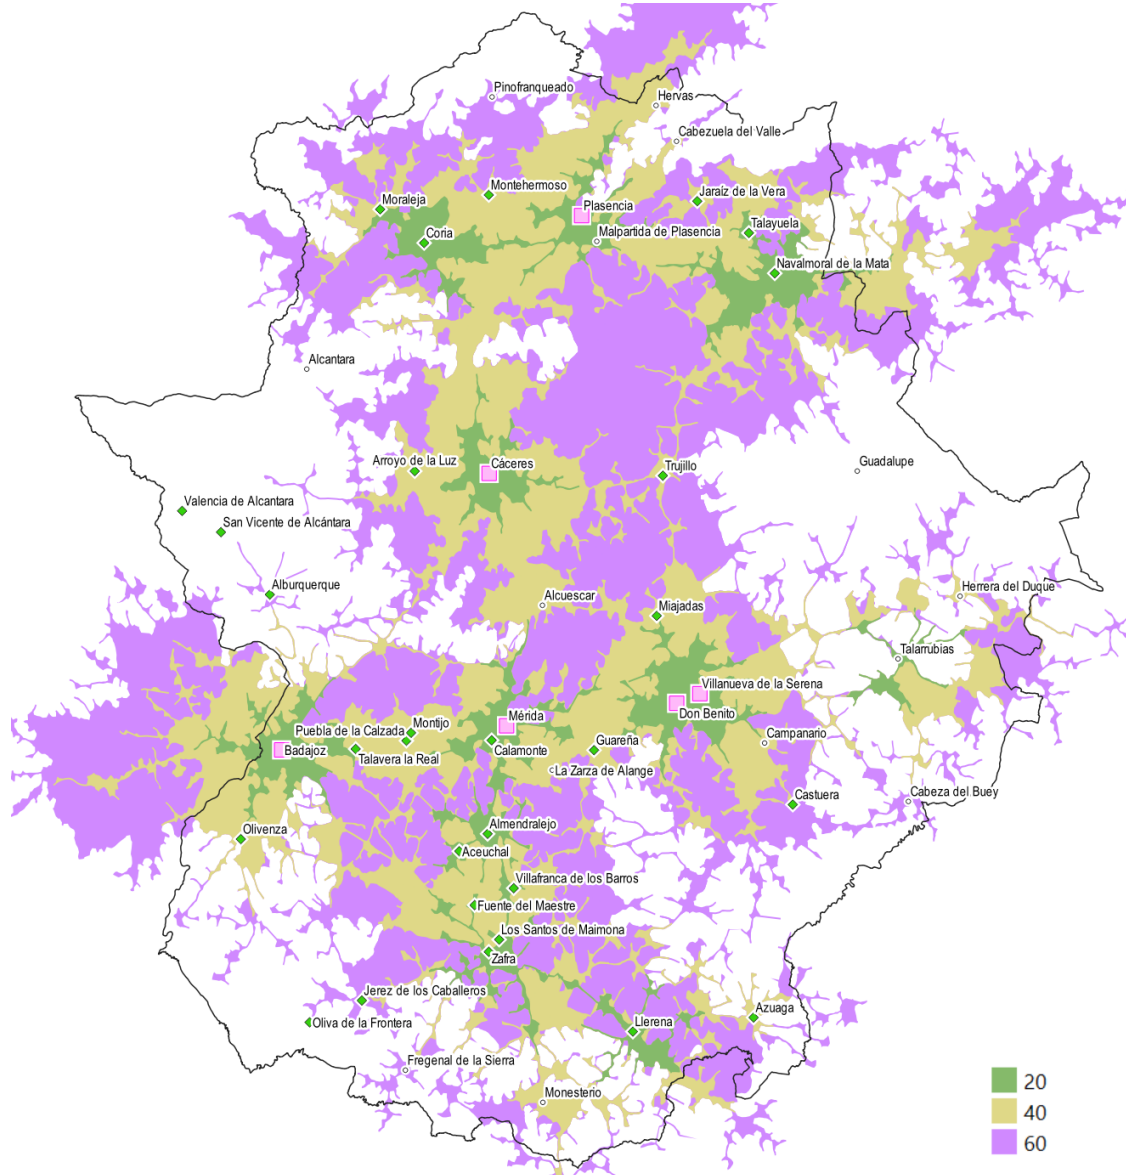 Pinofranqueado
Hervas
Cabezuela del Valle
Montehermoso
Jaraíz de la Vera
Moraleja
Plasencia
Talayuela
Coria
Malpartida de Plasencia
Navalmoral de la Mata
Alcantara
Arroyo de la Luz
Cáceres
Trujillo
Guadalupe
Valencia de Alcantara
San Vicente de Alcántara
Alburquerque
Alcuescar
Herrera del Duque
Miajadas
Talarrubias
Villanueva de la Serena
Don Benito
Mérida
Montijo
Puebla de la Calzada
Campanario
Badajoz
Calamonte
Guareña
Talavera la Real
La Zarza de Alange
Castuera
Cabeza del Buey
Olivenza
Almendralejo
Aceuchal
Villafranca de los Barros
Fuente del Maestre
Los Santos de Maimona
Zafra
Jerez de los Caballeros
Oliva de la Frontera
Azuaga
Llerena
Fregenal de la Sierra
Monesterio
20
40
60